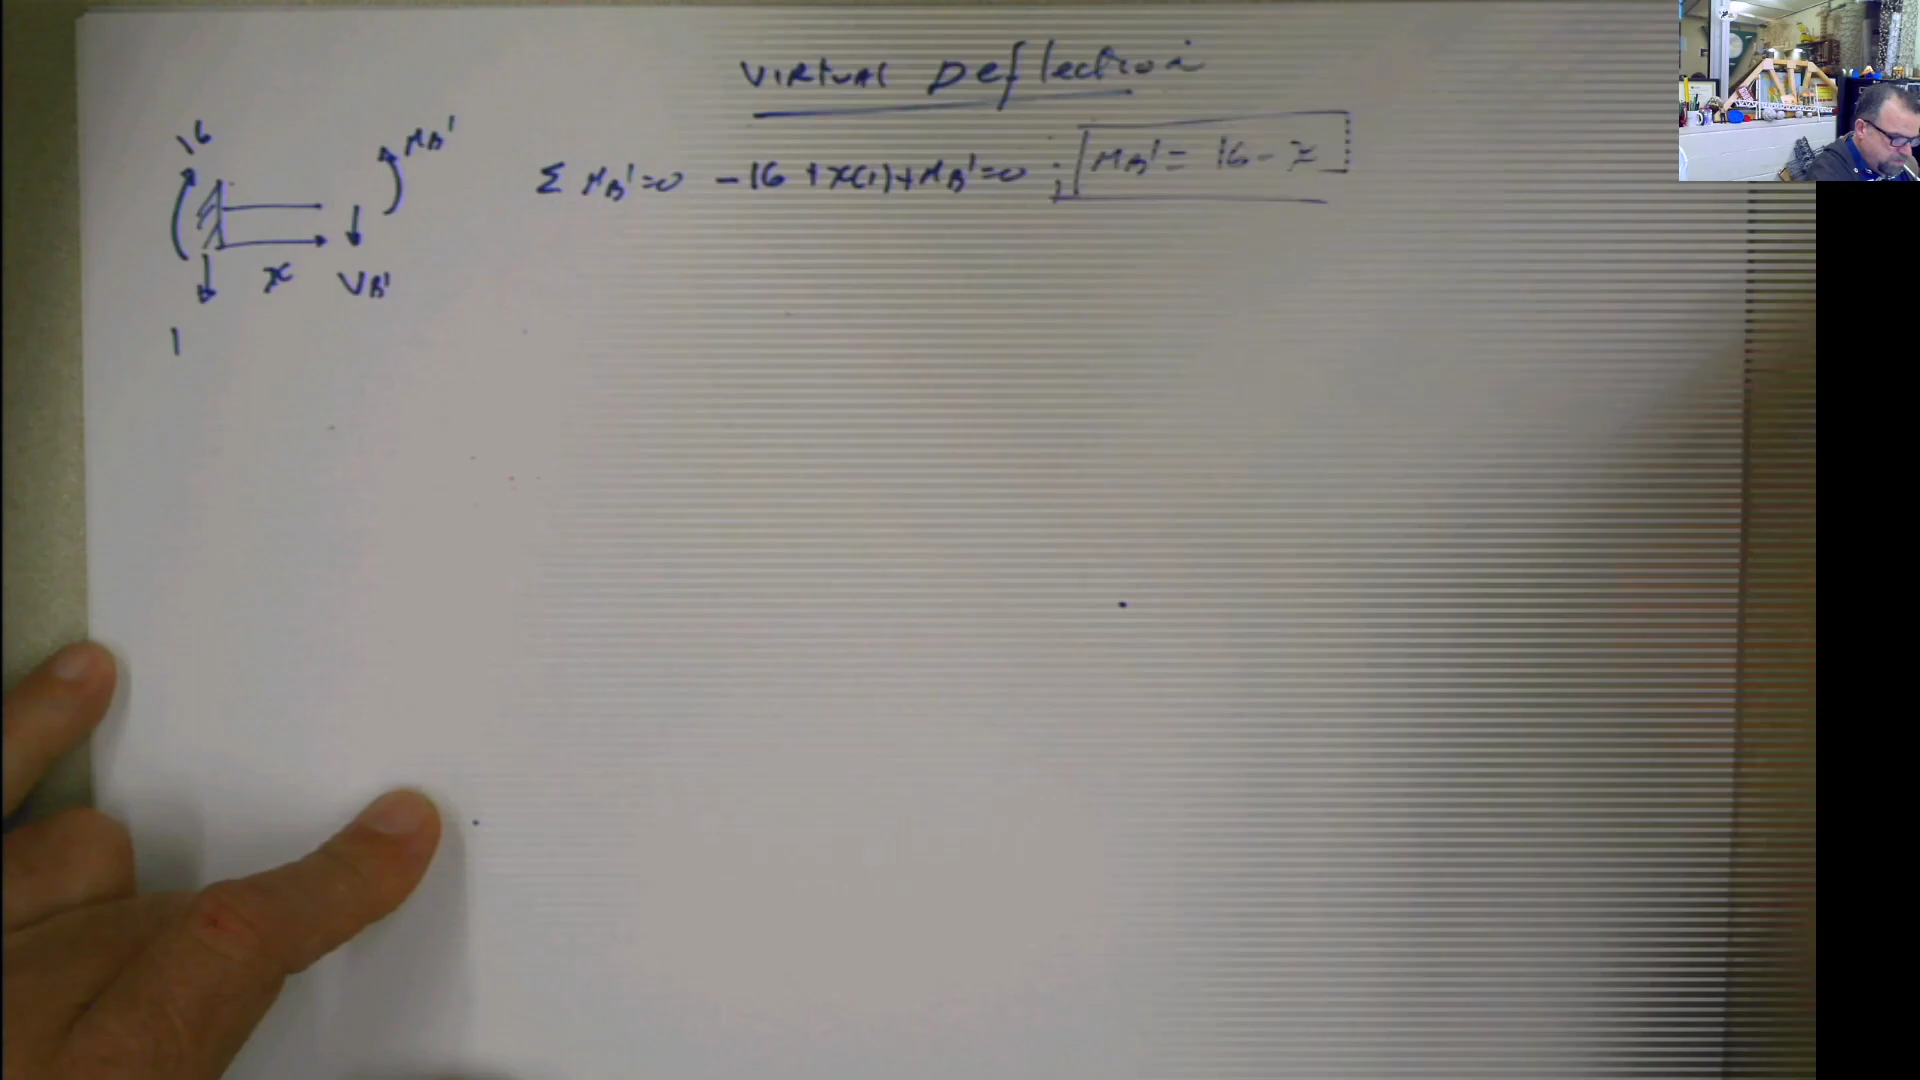 VIRTUAL Deflection
16
MB'
Σ MB'=0 -16 +x(1)+MB'=0 ; MB'= 16-x
x
VB'
1